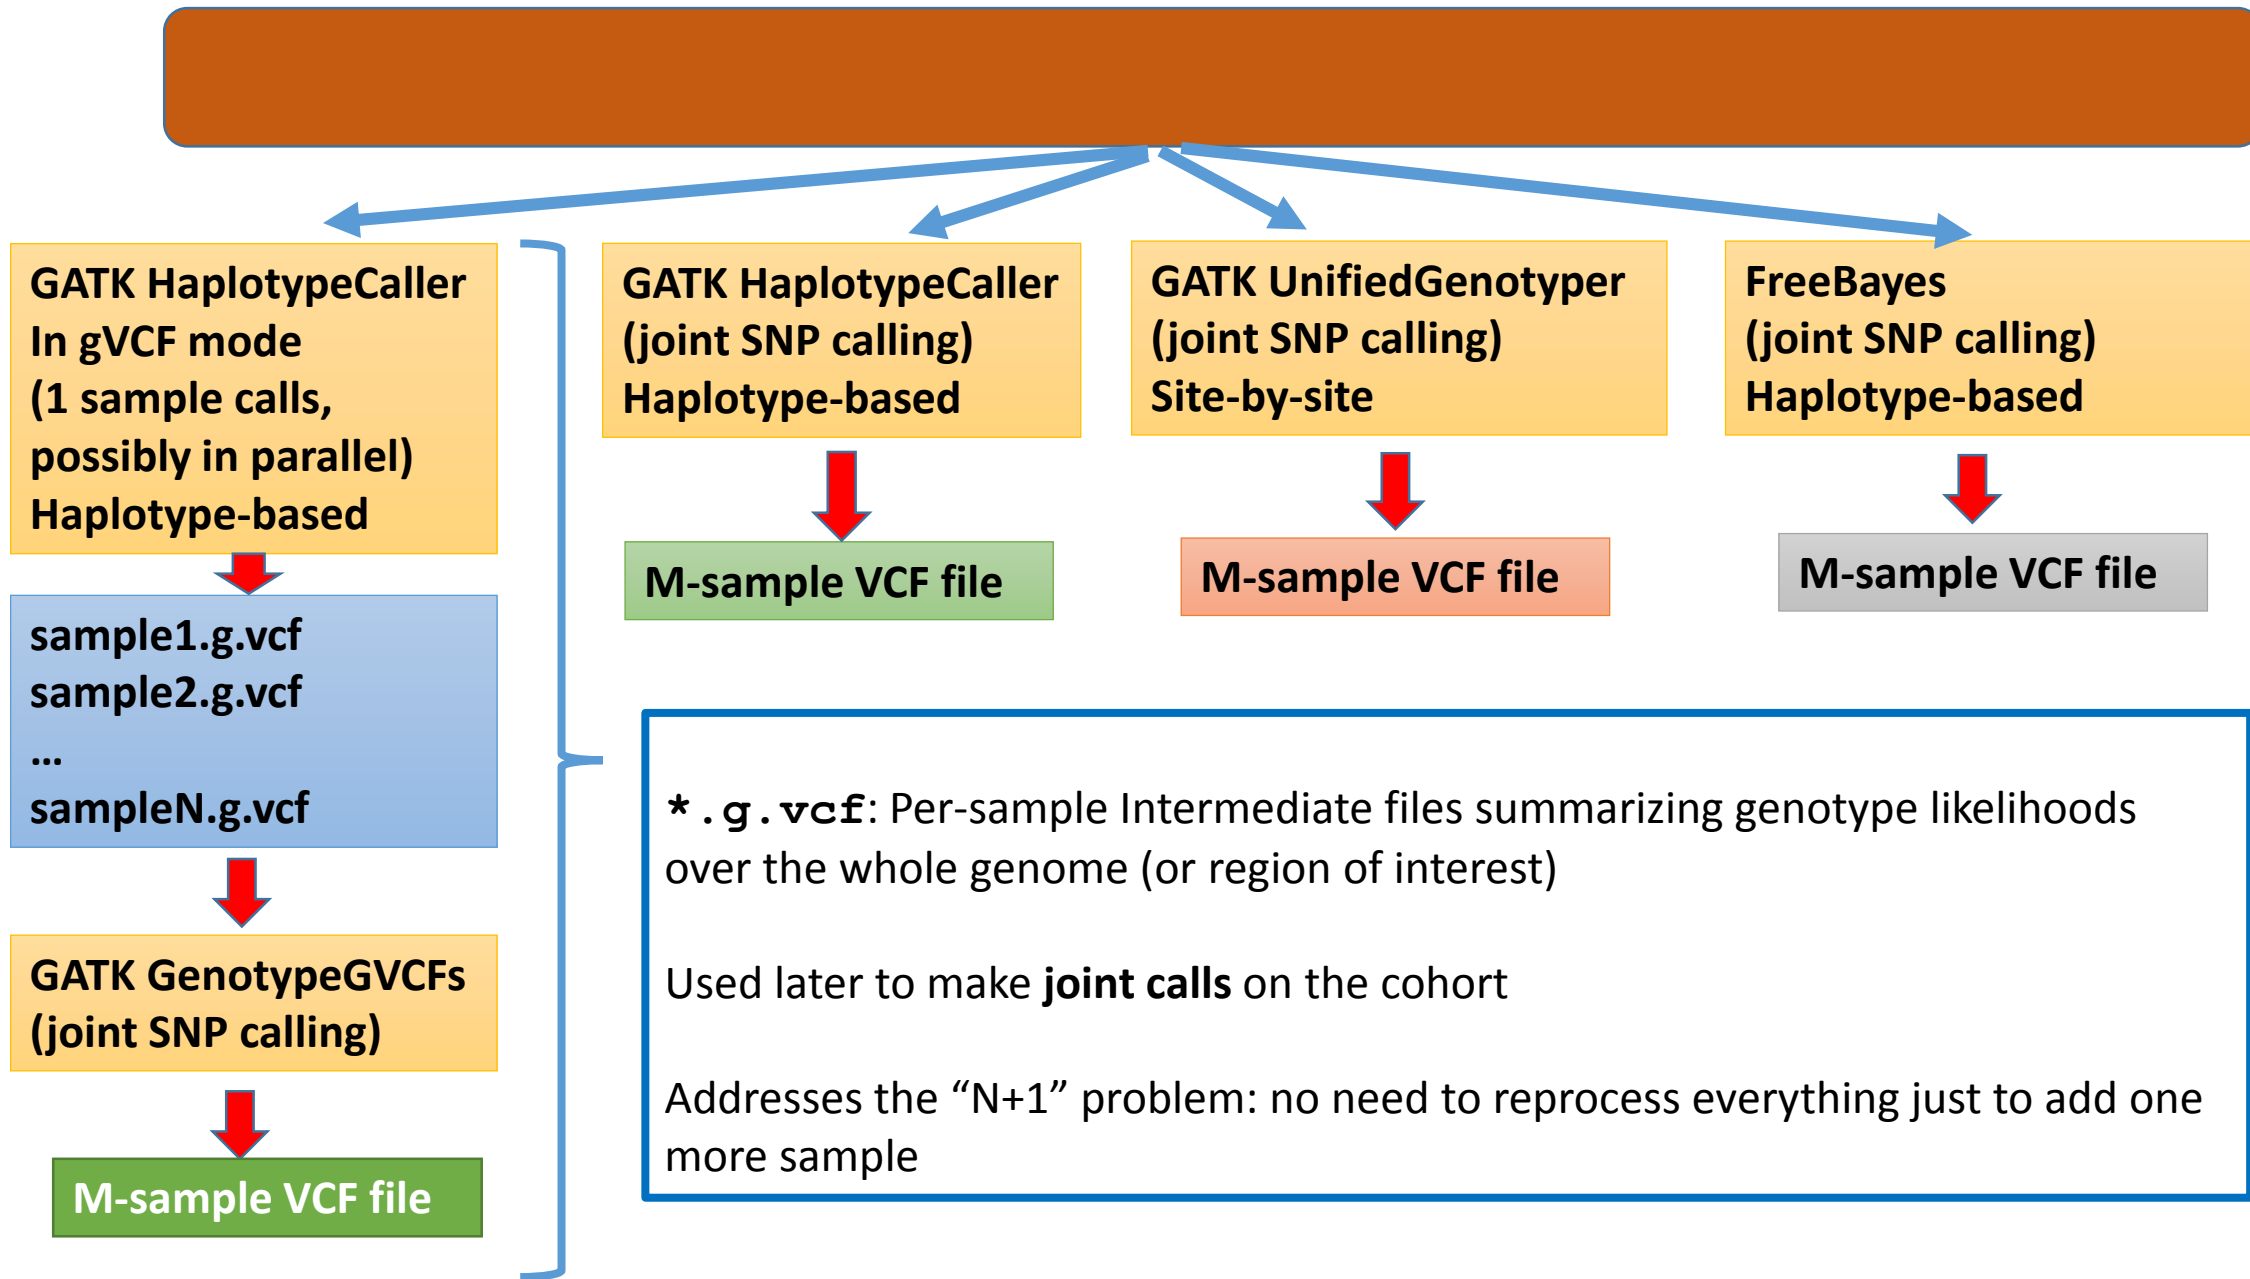 GATK HaplotypeCaller
In gVCF mode
(1 sample calls,
possibly in parallel)
Haplotype-based
GATK HaplotypeCaller
(joint SNP calling)
Haplotype-based
GATK UnifiedGenotyper
(joint SNP calling)
Site-by-site
FreeBayes
(joint SNP calling)
Haplotype-based
M-sample VCF file
M-sample VCF file
M-sample VCF file
sample1.g.vcf
sample2.g.vcf
…
sampleN.g.vcf
GATK GenotypeGVCFs
(joint SNP calling)
M-sample VCF file
*.g.vcf: Per-sample Intermediate files summarizing genotype likelihoods
over the whole genome (or region of interest)
Used later to make joint calls on the cohort
Addresses the “N+1” problem: no need to reprocess everything just to add one
more sample